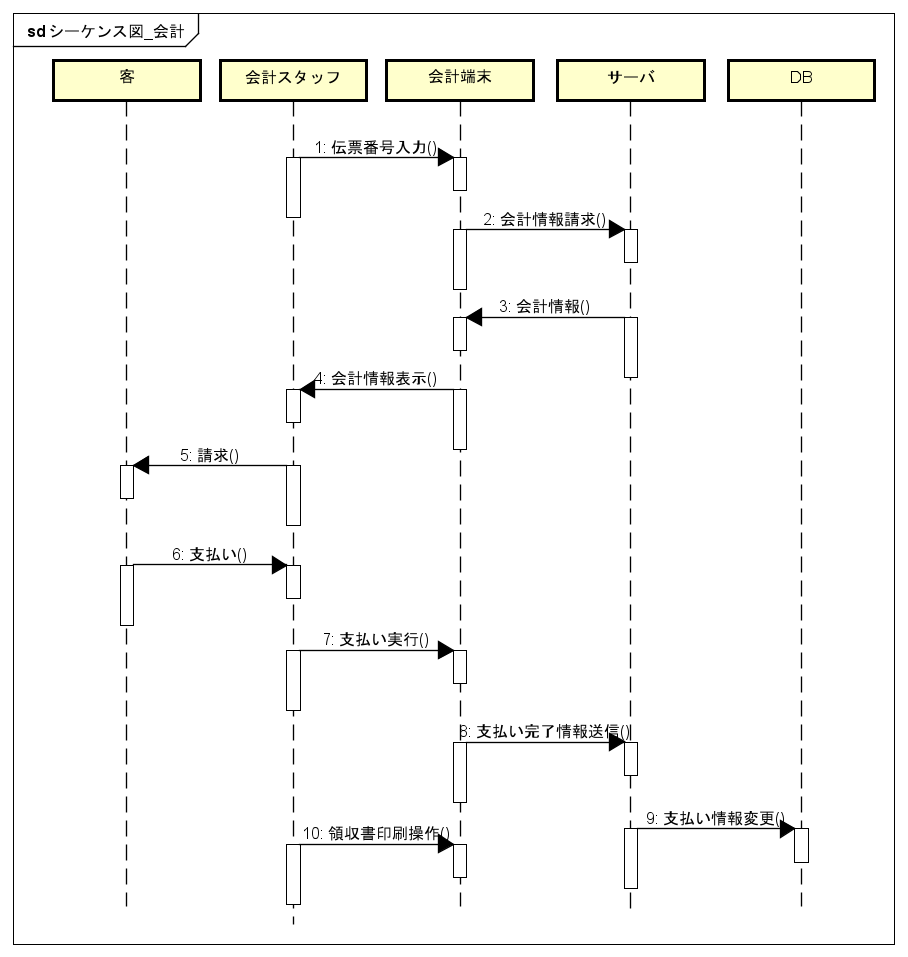 sd シーケンス図_会計
客
会計スタッフ
会計端末
サーバ
DB
1: 伝票番号入力()
2: 会計情報請求()
3: 会計情報()
4: 会計情報表示()
5: 請求()
6: 支払い()
7: 支払い実行()
8: 支払い完了情報送信()
9: 支払い情報変更()
10: 領収書印刷操作()